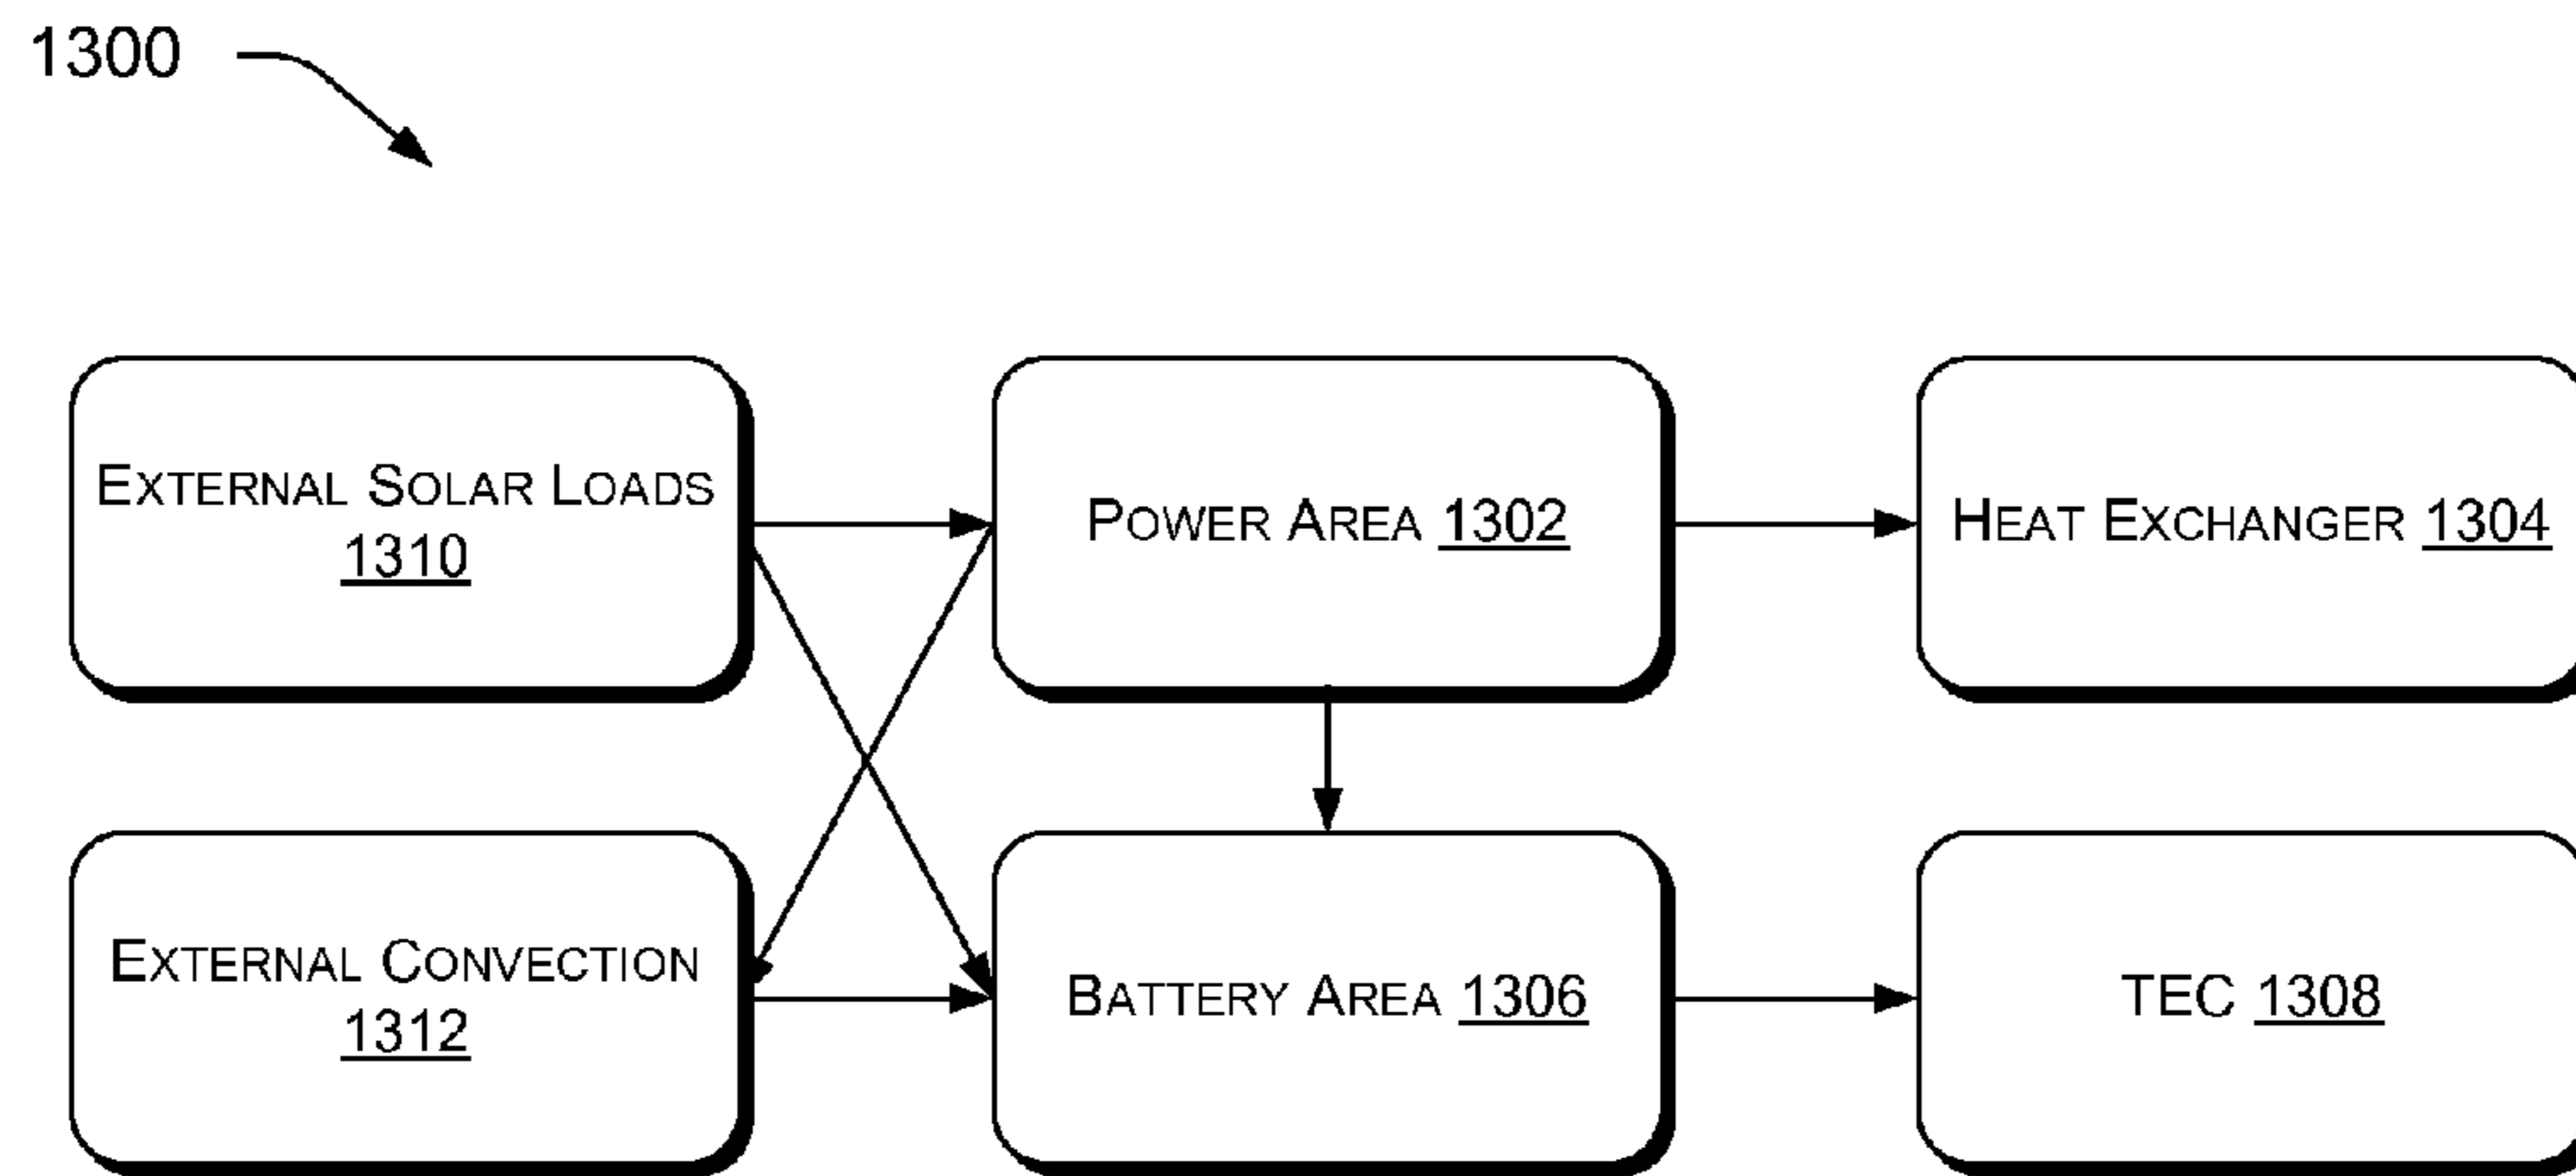 1300
EXTERNAL SOLAR LOADS
1310
POWER AREA 1302
HEAT EXCHANGER 1304
EXTERNAL CONVECTION
1312
BATTERY AREA 1306
TEC 1308